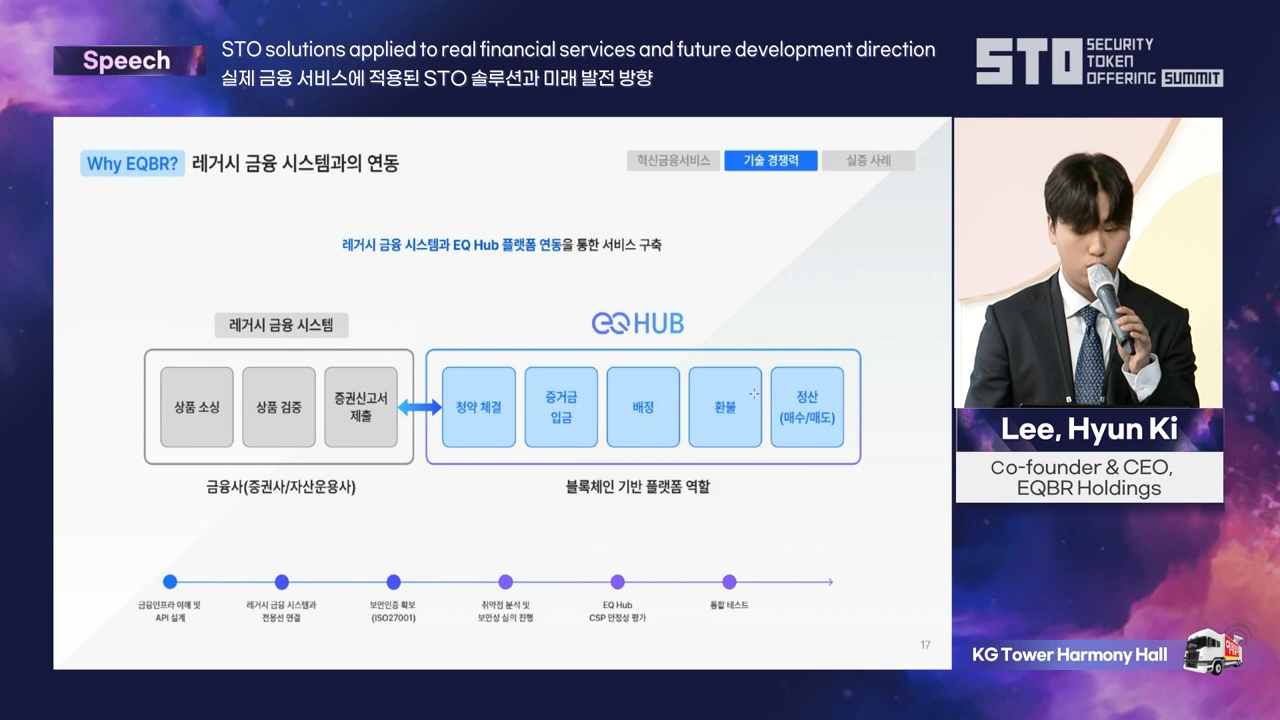 Speech
STO solutions applied to real financial services and future development direction
실제 금융 서비스에 적용된 STO 솔루션과 미래 발전 방향
STO SECURITY
TOKEN
OFFERING SUMMIT
Why EQBR? 레거시 금융 시스템과의 연동
혁신금융서비스 기술 경쟁력 실증 사례
레거시 금융 시스템과 EQ Hub 플랫폼 연동을 통한 서비스 구축
레거시 금융 시스템
EQ HUB
상품 소싱
상품 검증
증권신고서
제출
청약 체결
증거금
입금
배정
환불
정산
(매수/매도)
금융사(증권사/자산운용사)
블록체인 기반 플랫폼 역할
금융인프라 이해 및
API 설계
레거시 금융 시스템과
전용선 연결
보안인증 확보
(ISO27001)
취약점 분석 및
보안성 심의 진행
EQ Hub
CSP 안정성 평가
통합 테스트
17
Lee, Hyun Ki
Co-founder & CEO,
EQBR Holdings
KG Tower Harmony Hall